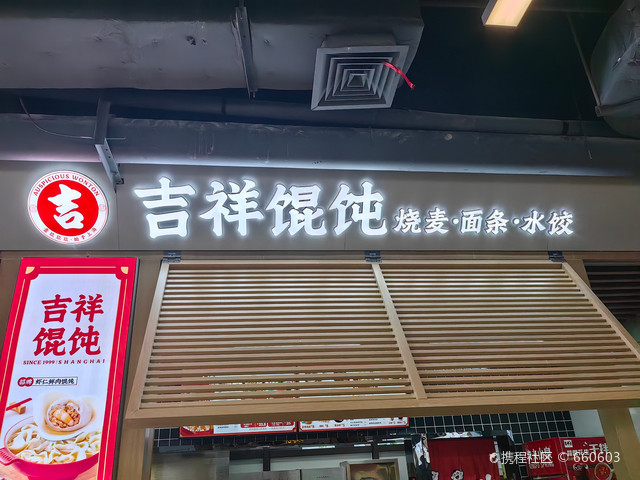 AUSPICIOUS WONTON
吉
吉祥馄饨 烧麦·面条·水饺
吉祥
馄饨
SINCE 1999 SHANGHAI
虾仁鲜肉馄饨
携程社区 © 660603